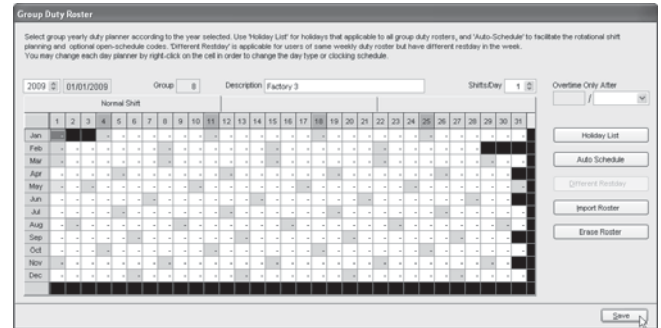 Group Duty Roster
Select group yearly duty planner according to the year selected. Use 'Holiday List' for holidays that applicable to all group duty rosters, and 'Auto-Schedule' to facilitate the rotational shift
planning and optional open-schedule codes. 'Different Restday' is applicable for users of same weekly duty roster but have different restday in the week.
You may change each day planner by right-click on the cell in order to change the day type or clocking schedule.
2009 01/01/2009 Group 8 Description Factory 3 Shifts/Day 1 Overtime Only After
/
Normal Shift
1 2 3 4 5 6 7 8 9 10 11 12 13 14 15 16 17 18 19 20 21 22 23 24 25 26 27 28 29 30 31
Jan
Holiday List
Feb
Mar
Auto Schedule
Apr
May
Different Restday
Jun
Jul
Import Roster
Aug
Sep
Erase Roster
Oct
Nov
Dec
Save